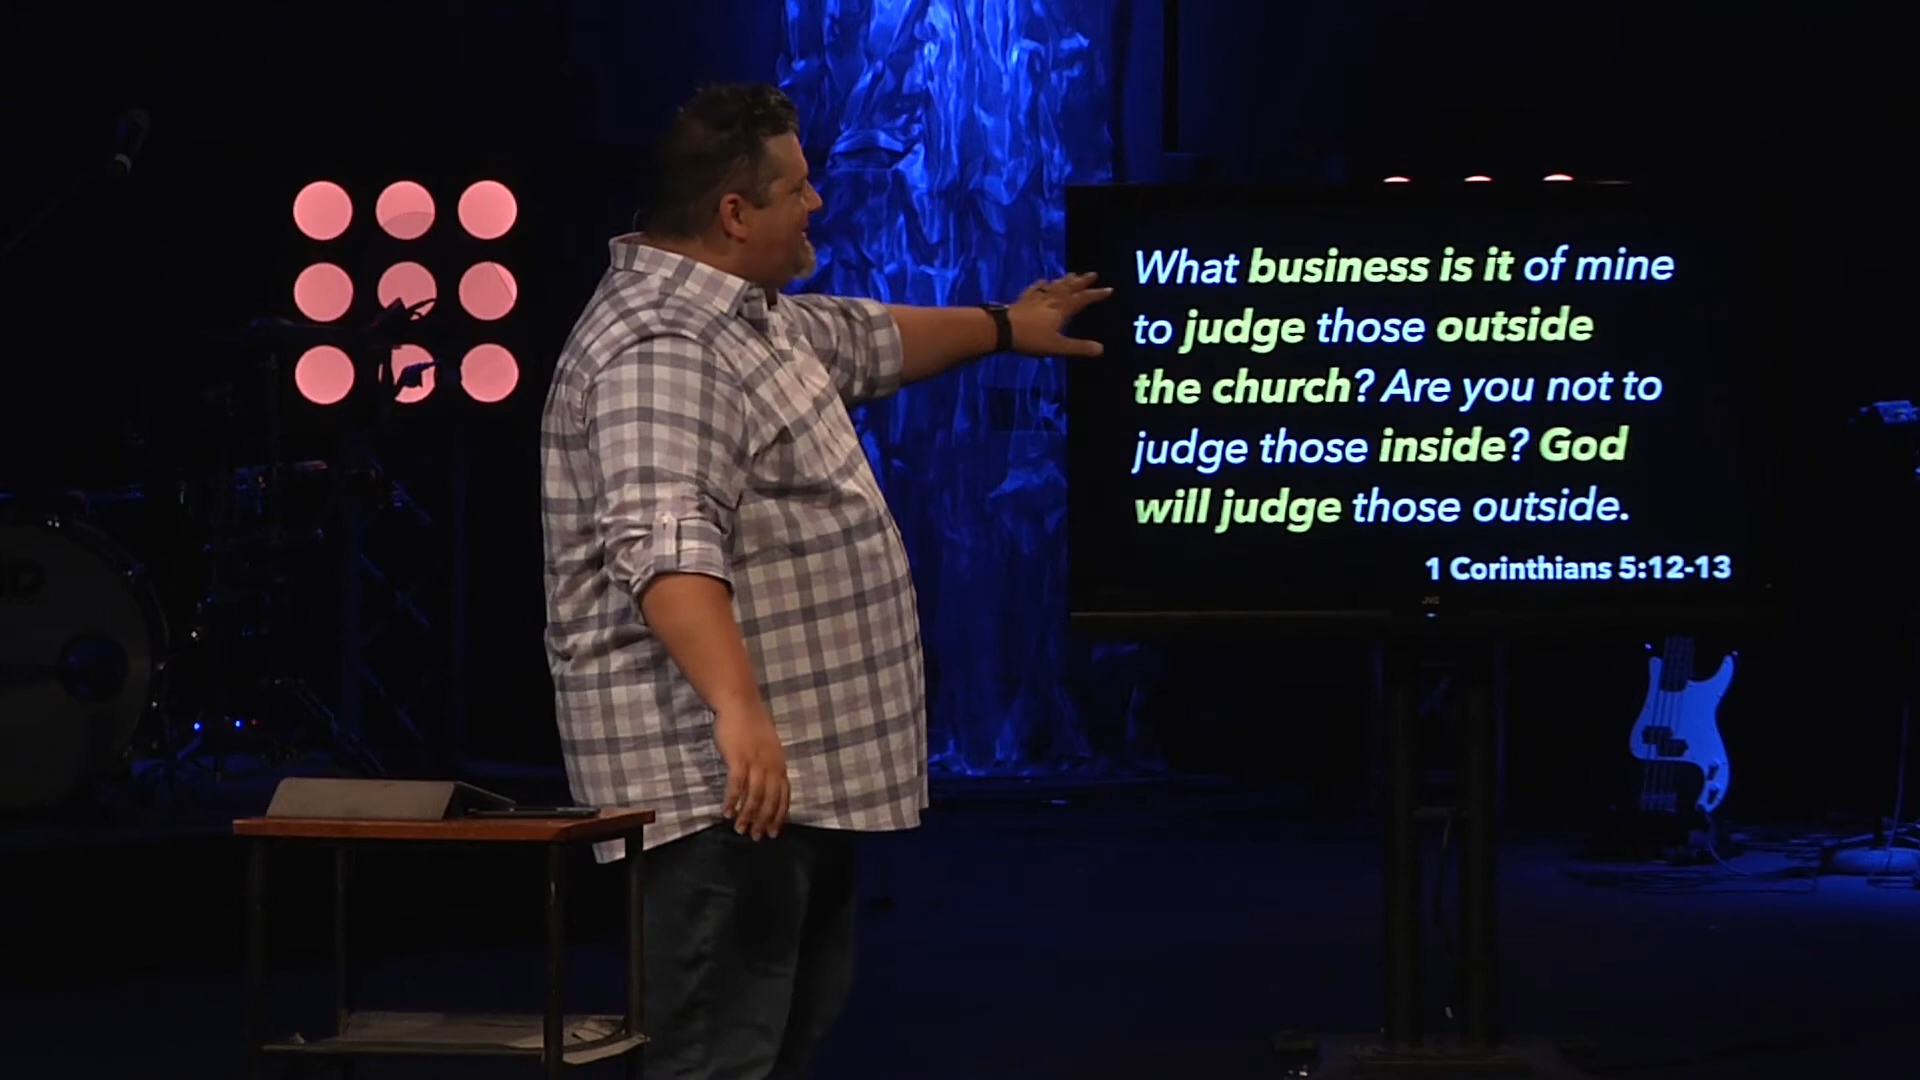 What business is it of mine
to judge those outside
the church? Are you not to
judge those inside? God
will judge those outside.
1 Corinthians 5:12-13
JVC